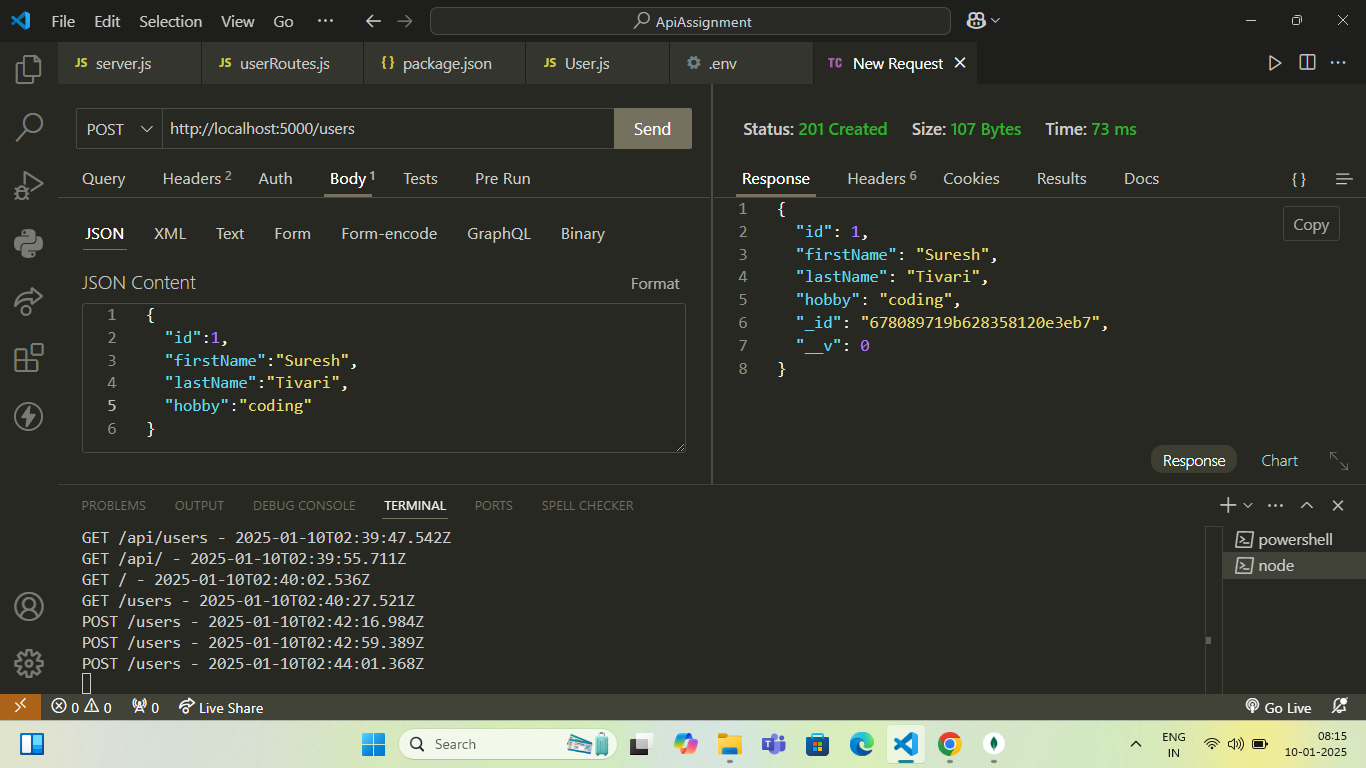 File Edit Selection View Go ··· ApiAssignment
JS server.js JS userRoutes.js {} package.json JS User.js .env TC New Request
POST http://localhost:5000/users Send
Status: 201 Created Size: 107 Bytes Time: 73 ms
Query Headers 2 Auth Body 1 Tests Pre Run
Response Headers 6 Cookies Results Docs {}
JSON XML Text Form Form-encode GraphQL Binary
JSON Content Format
1 {
2 "id":1,
3 "firstName":"Suresh",
4 "lastName":"Tivari",
5 "hobby":"coding"
6 }
Copy
1 {
2 "id": 1,
3 "firstName": "Suresh",
4 "lastName": "Tivari",
5 "hobby": "coding",
6 "_id": "678089719b628358120e3eb7",
7 "__v": 0
8 }
Response Chart
PROBLEMS OUTPUT DEBUG CONSOLE TERMINAL PORTS SPELL CHECKER
GET /api/users - 2025-01-10T02:39:47.542Z
GET /api/ - 2025-01-10T02:39:55.711Z
GET / - 2025-01-10T02:40:02.536Z
GET /users - 2025-01-10T02:40:27.521Z
POST /users - 2025-01-10T02:42:16.984Z
POST /users - 2025-01-10T02:42:59.389Z
POST /users - 2025-01-10T02:44:01.368Z
powershell
node
0 0 0 Live Share Go Live
Search
ENG
IN
08:15
10-01-2025